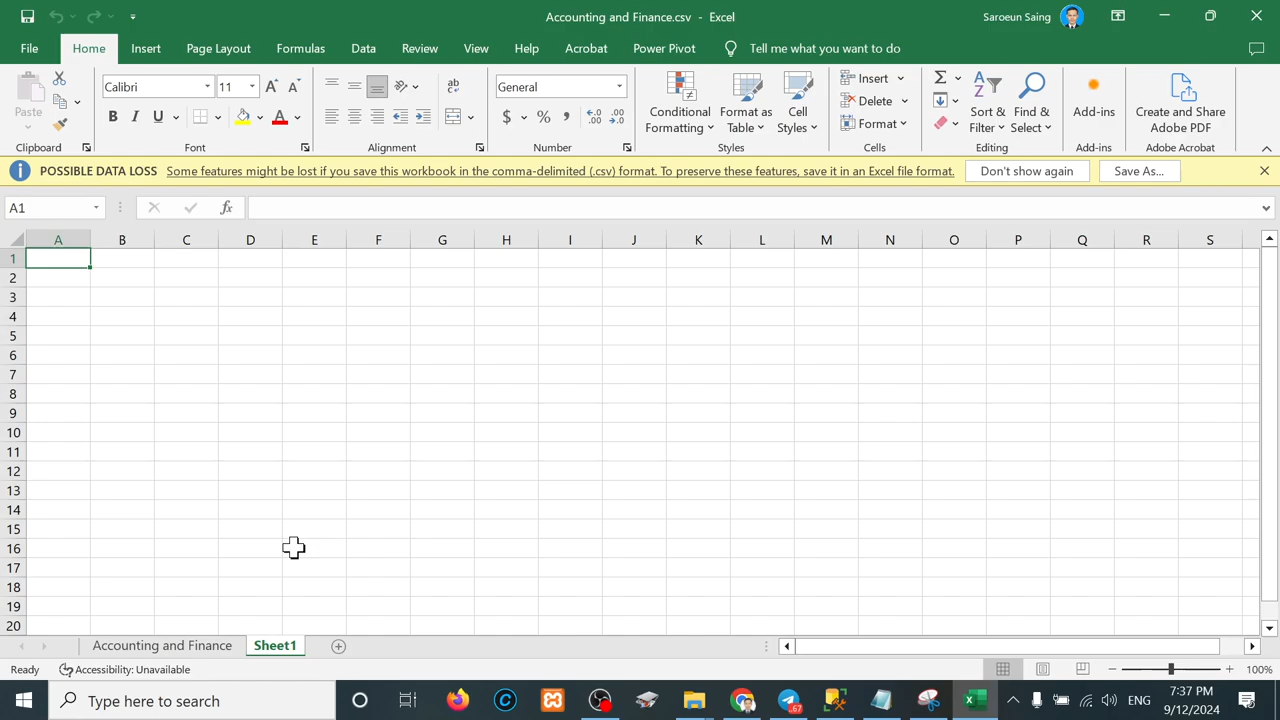 Accounting and Finance.csv - Excel
Saroeun Saing
File Home Insert Page Layout Formulas Data Review View Help Acrobat Power Pivot Tell me what you want to do
Paste
Clipboard
Calibri 11
B I U
Font
Alignment
General
$ % ,
Number
Conditional Formatting
Format as Table
Cell Styles
Styles
Insert
Delete
Format
Cells
Sort & Filter
Find & Select
Editing
Add-ins
Add-ins
Create and Share Adobe PDF
Adobe Acrobat
POSSIBLE DATA LOSS Some features might be lost if you save this workbook in the comma-delimited (.csv) format. To preserve these features, save it in an Excel file format. Don't show again Save As...
A1 fx
A B C D E F G H I J K L M N O P Q R S
1
2
3
4
5
6
7
8
9
10
11
12
13
14
15
16
17
18
19
20
Accounting and Finance Sheet1
Ready Accessibility: Unavailable 100%
Type here to search
67
ENG
7:37 PM
9/12/2024